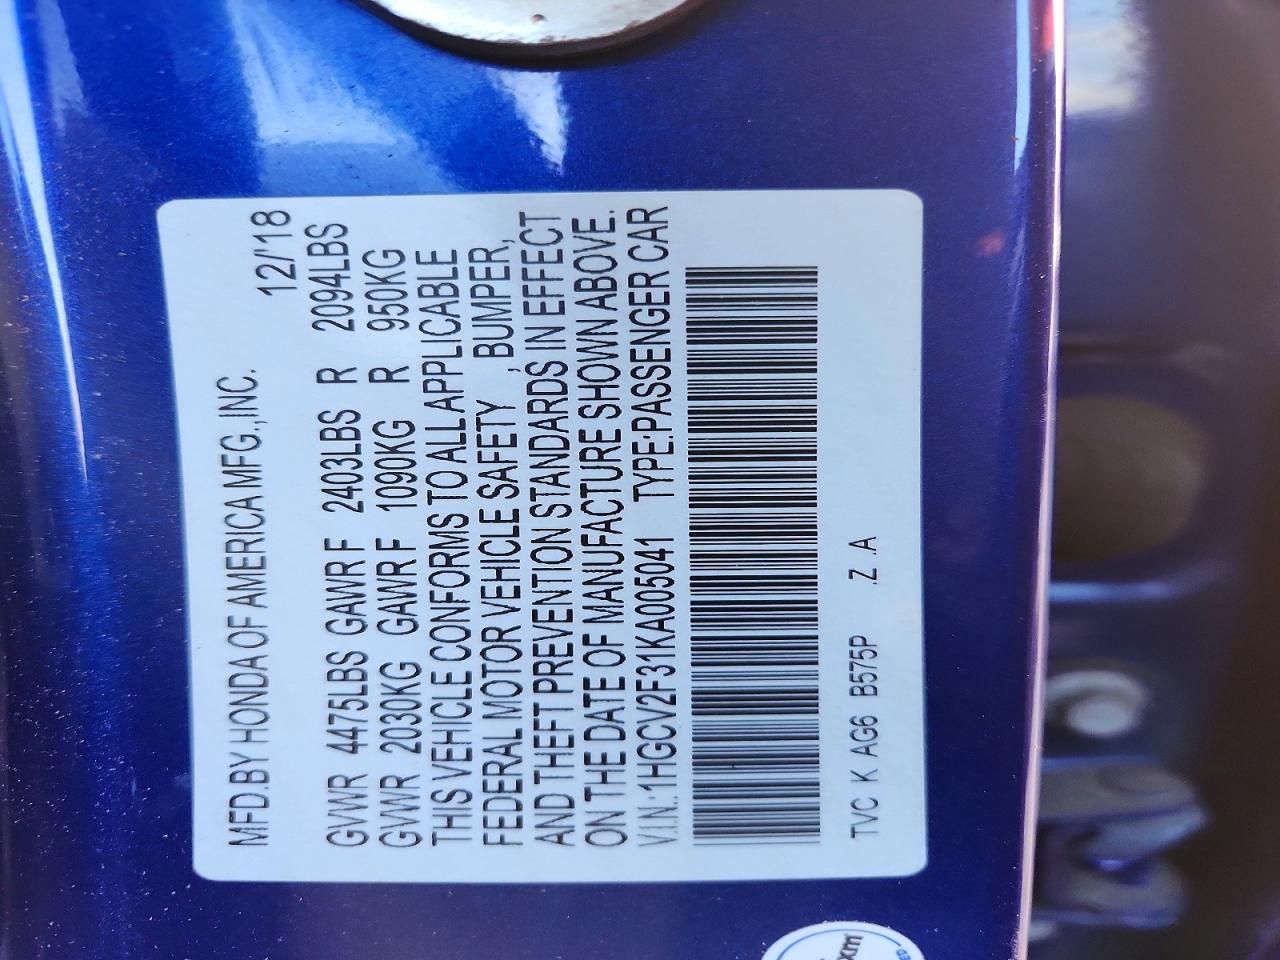 MFD.BY HONDA OF AMERICA MFG.,INC.
12/'18
GVWR 4475LBS GAWR F 2403LBS R 2094LBS
GVWR 2030KG GAWR F 1090KG R 950KG
THIS VEHICLE CONFORMS TO ALL APPLICABLE
FEDERAL MOTOR VEHICLE SAFETY , BUMPER,
AND THEFT PREVENTION STANDARDS IN EFFECT
ON THE DATE OF MANUFACTURE SHOWN ABOVE.
V.I.N.:1HGCV2F31KA005041 TYPE:PASSENGER CAR
TVC K AG6 B575P .Z .A